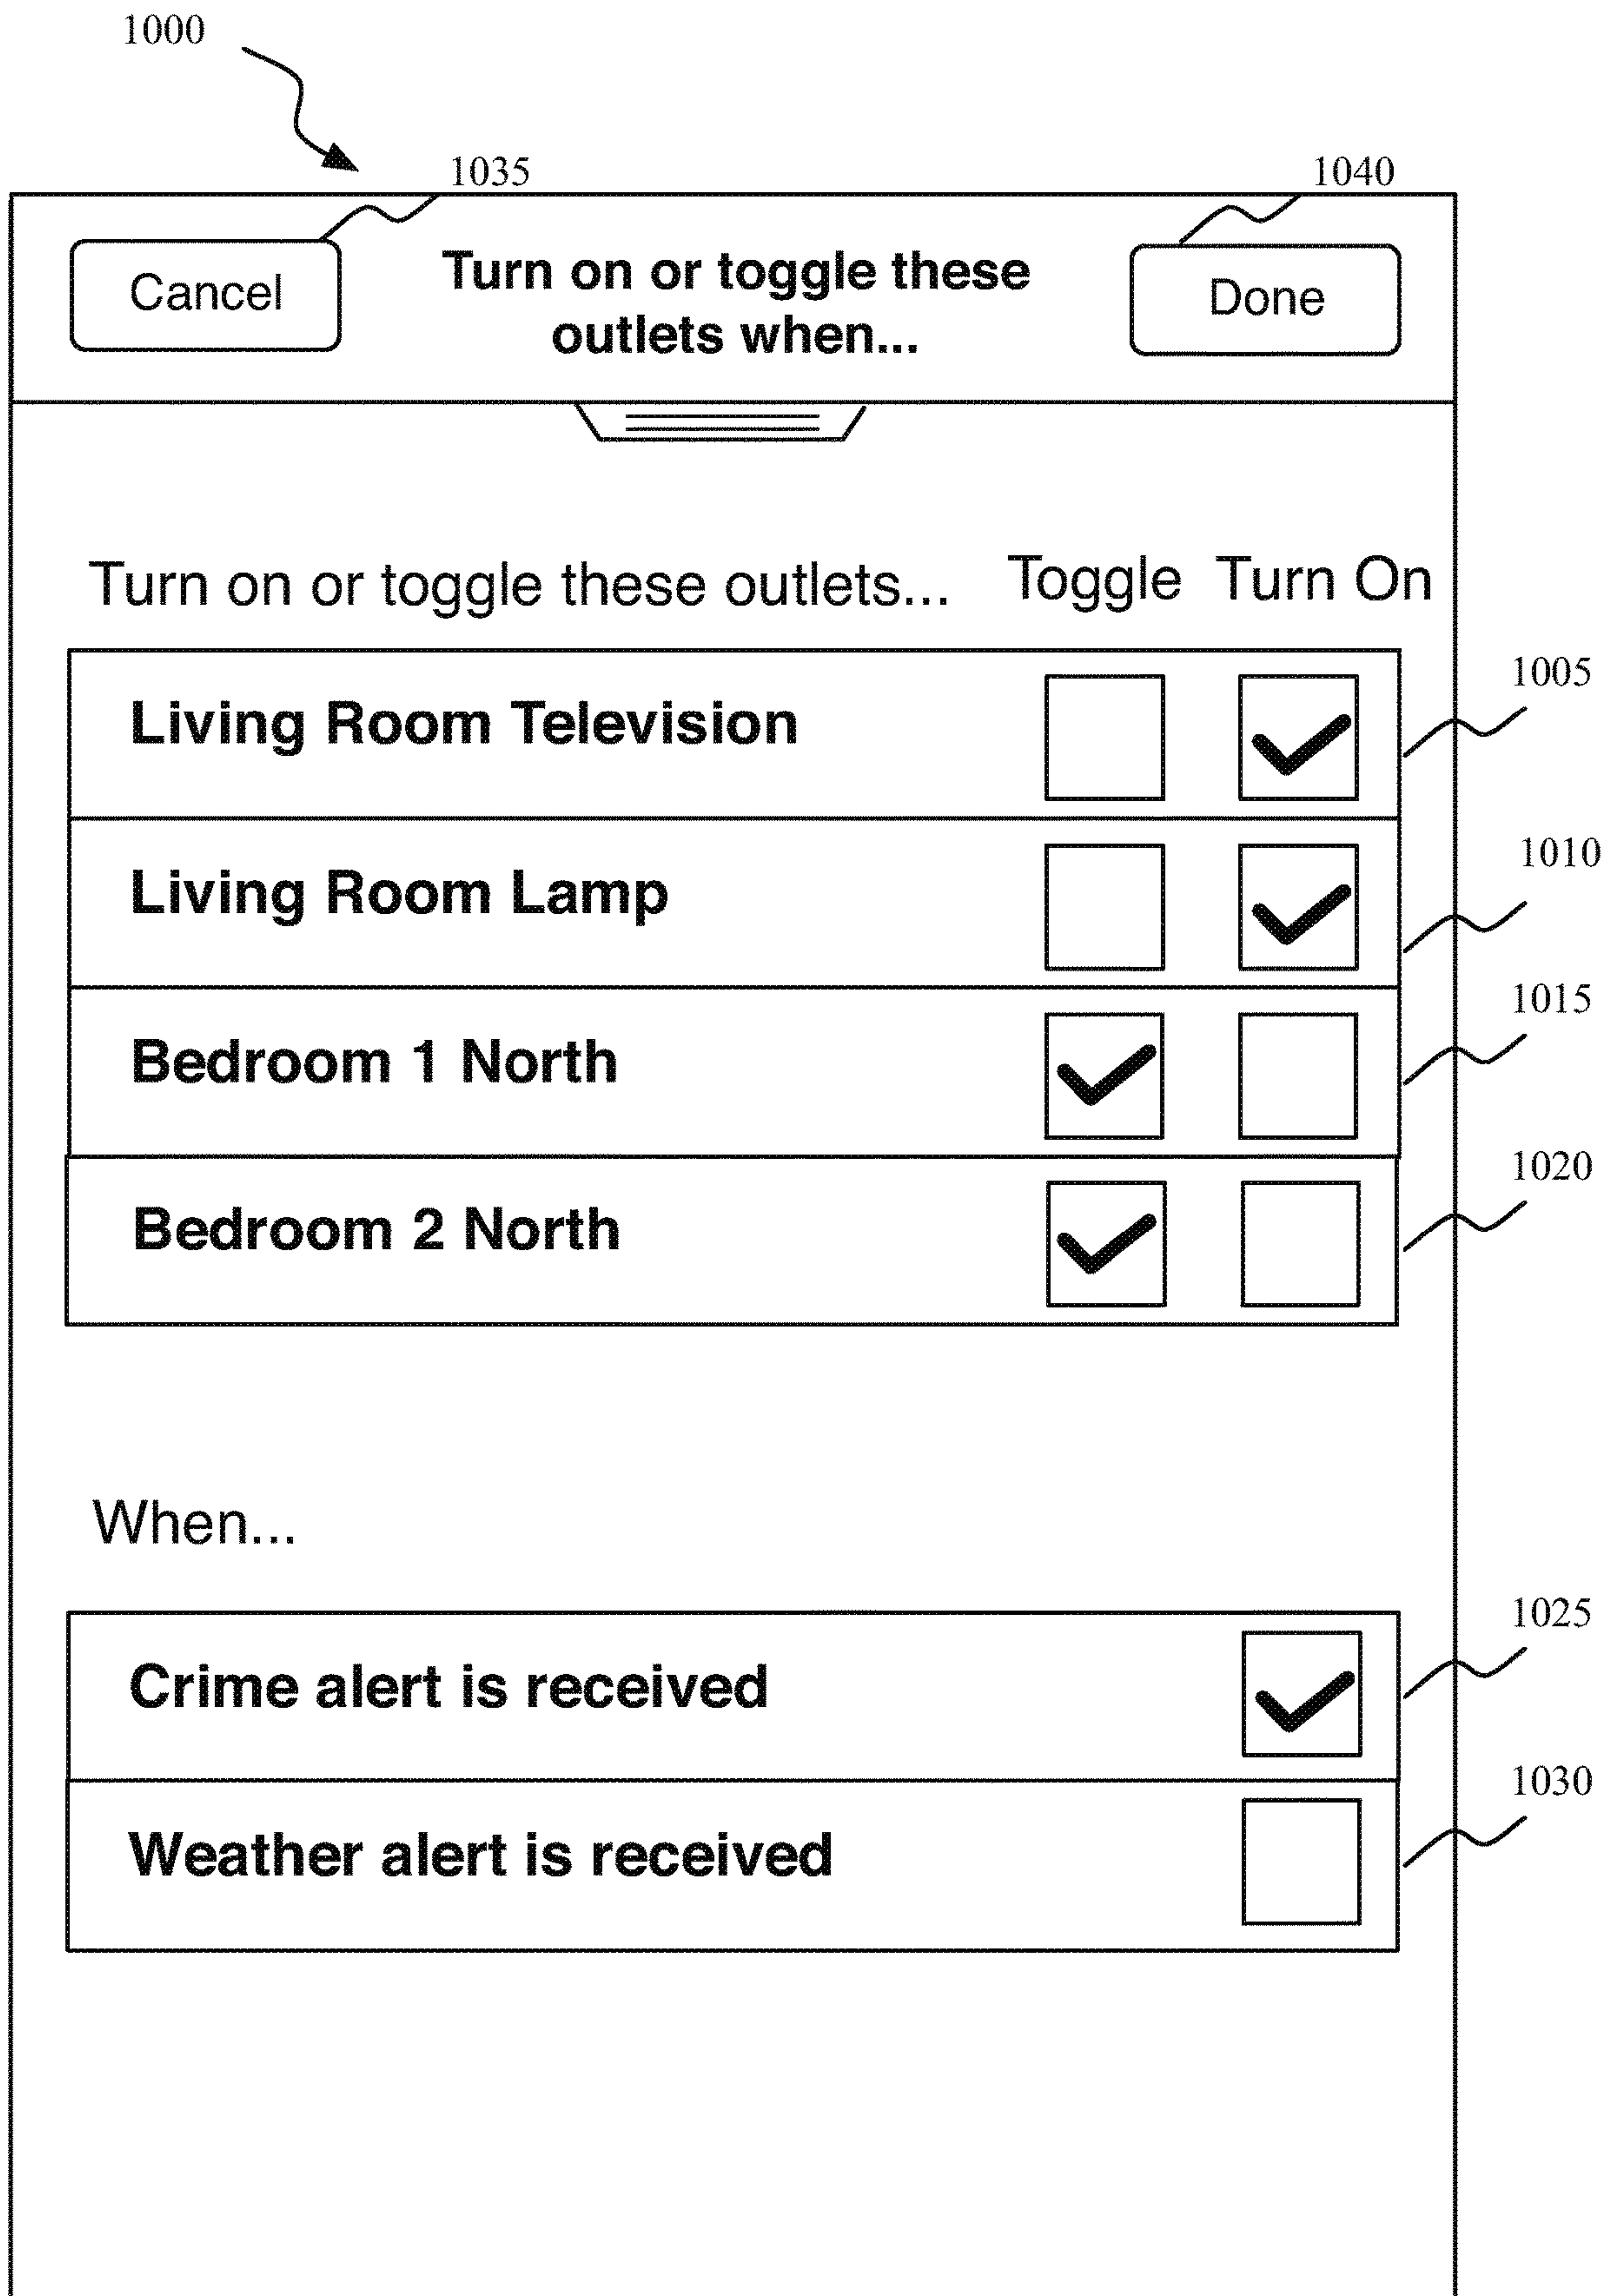 1000
1035
1040
Cancel
Turn on or toggle these
outlets when...
Done
Turn on or toggle these outlets...
Toggle
Turn On
Living Room Television
1005
Living Room Lamp
1010
Bedroom 1 North
1015
Bedroom 2 North
1020
When...
Crime alert is received
1025
Weather alert is received
1030